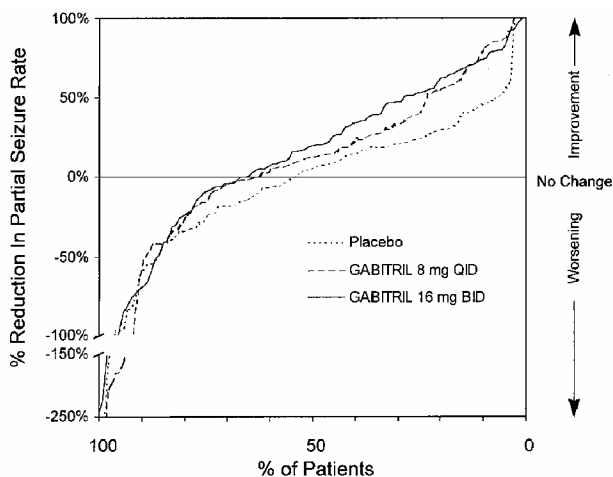 100%
50%
0%
-50%
-100%
-150%
-250%
% Reduction In Partial Seizure Rate
Placebo
GABITRIL 8 mg QID
GABITRIL 16 mg BID
100
50
0
% of Patients
Improvement
No Change
Worsening